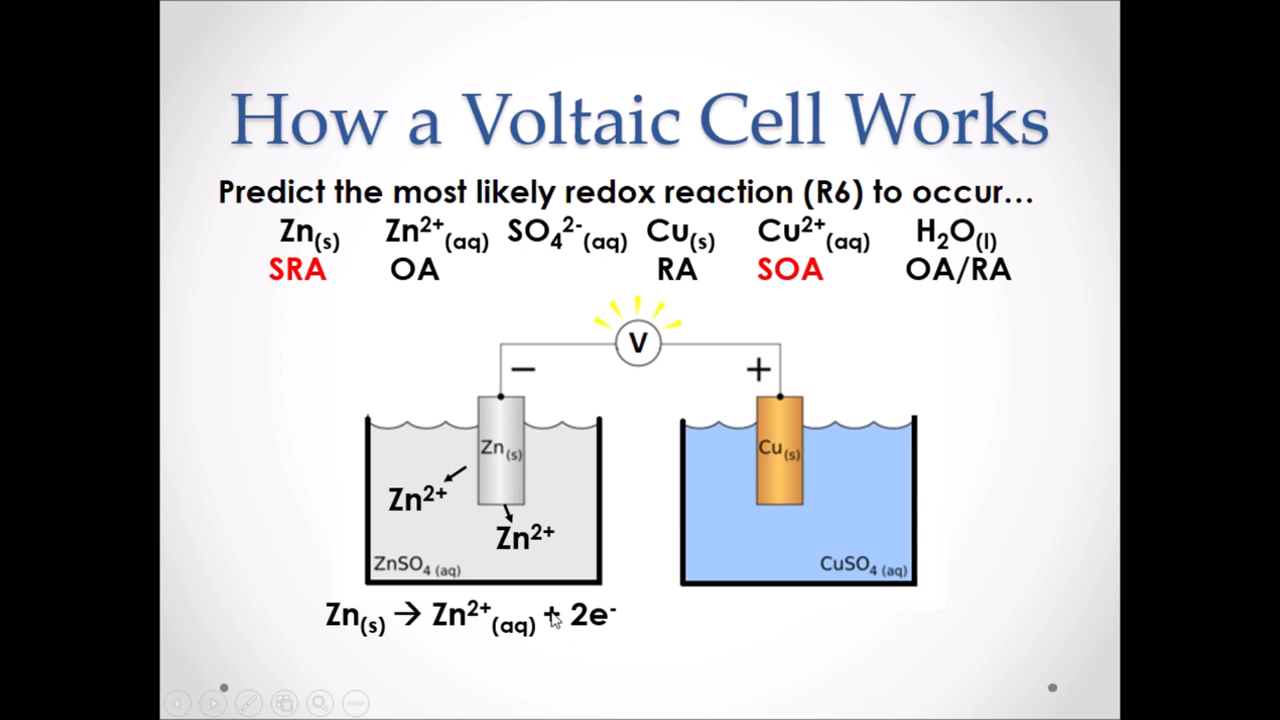 How a Voltaic Cell Works
Predict the most likely redox reaction (R6) to occur…
Zn(s) Zn²⁺(aq) SO₄²⁻(aq) Cu(s) Cu²⁺(aq) H₂O(l)
SRA OA RA SOA OA/RA
V
− +
Zn(s) Cu(s)
Zn²⁺
Zn²⁺
ZnSO₄ (aq) CuSO₄ (aq)
Zn(s) → Zn²⁺(aq) + 2e⁻